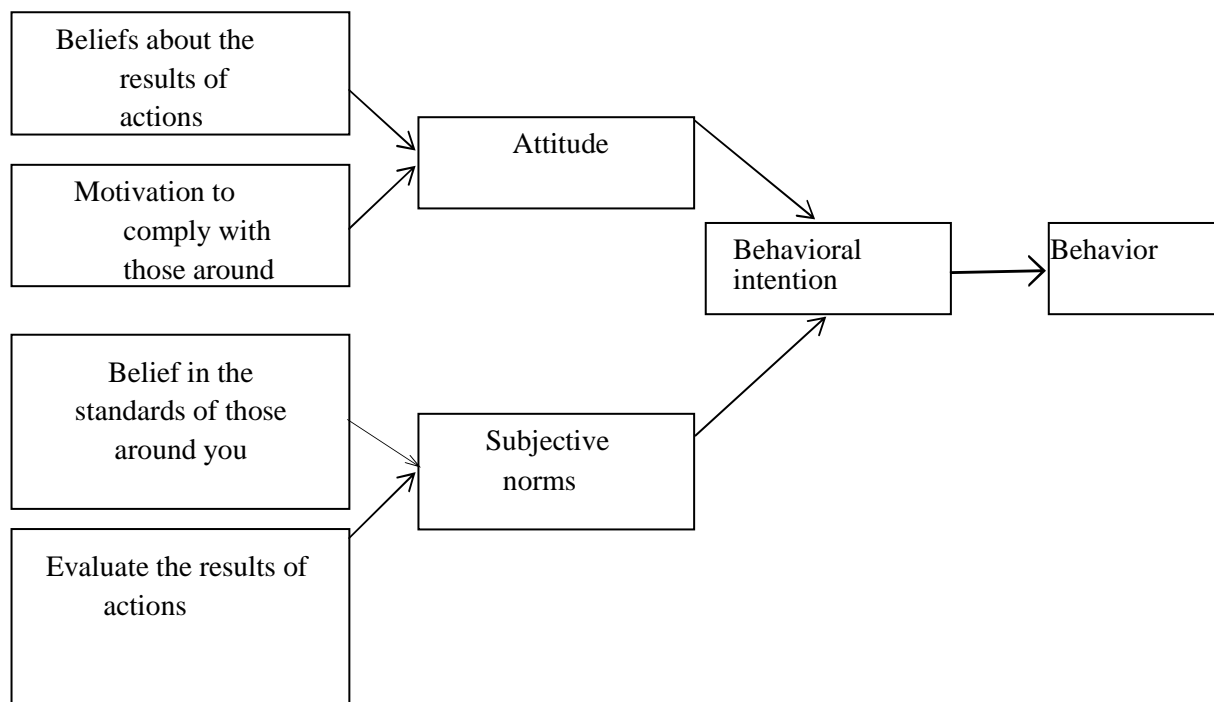 Beliefs about the
results of
actions
Motivation to
comply with
those around
Belief in the
standards of those
around you
Evaluate the results of
actions
Attitude
Subjective
norms
Behavioral
intention
Behavior